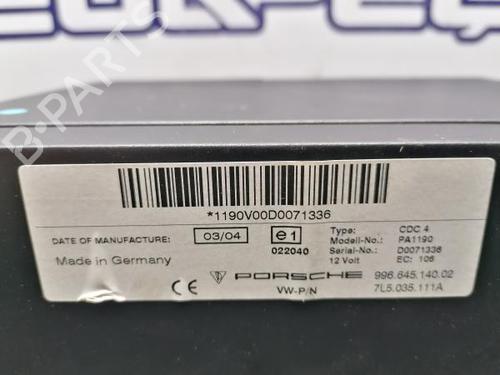 B-PARTS
*1190V00D0071336
DATE OF MANUFACTURE: 03/04 e1 022040
Type: CDC 4
Modell-No.: PA1190
Serial-No.: D0071336
12 Volt EC: 106
Made in Germany
CE PORSCHE 996.645.140.02
VW-P/N 7L5.035.111A